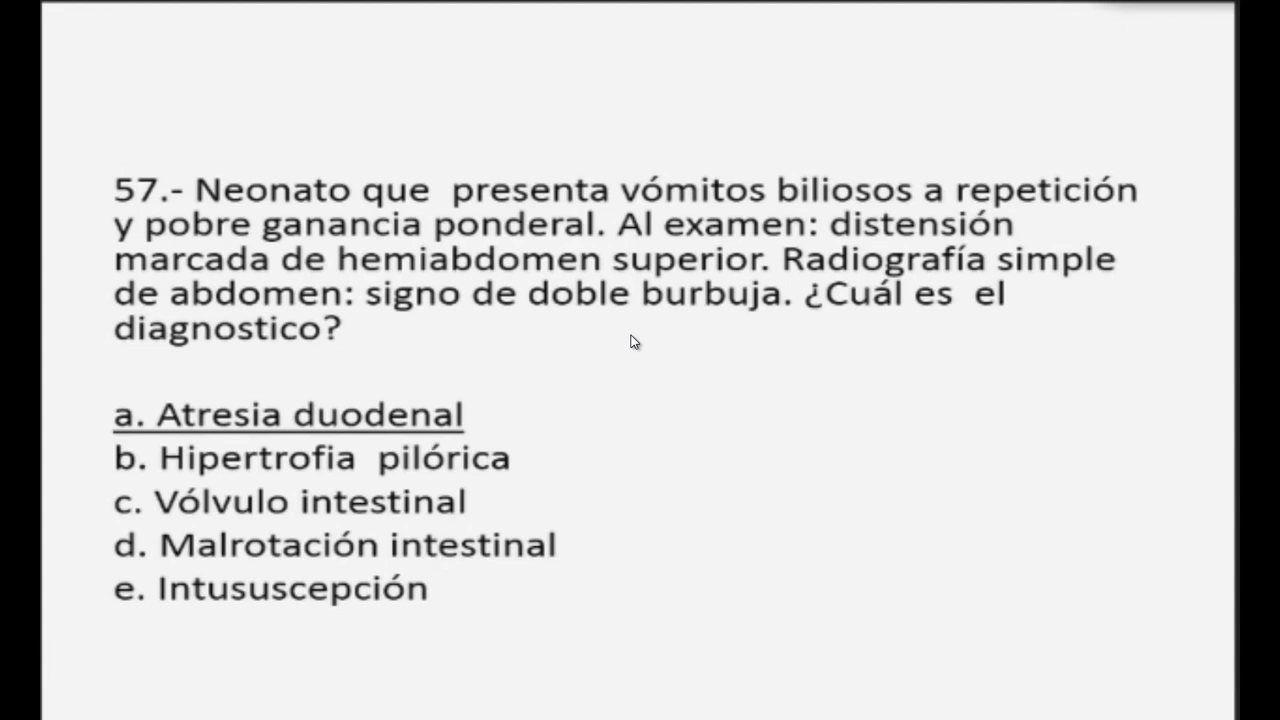 57.- Neonato que presenta vómitos biliosos a repetición
y pobre ganancia ponderal. Al examen: distensión
marcada de hemiabdomen superior. Radiografía simple
de abdomen: signo de doble burbuja. ¿Cuál es el
diagnostico?
a. Atresia duodenal
b. Hipertrofia pilórica
c. Vólvulo intestinal
d. Malrotación intestinal
e. Intususcepción